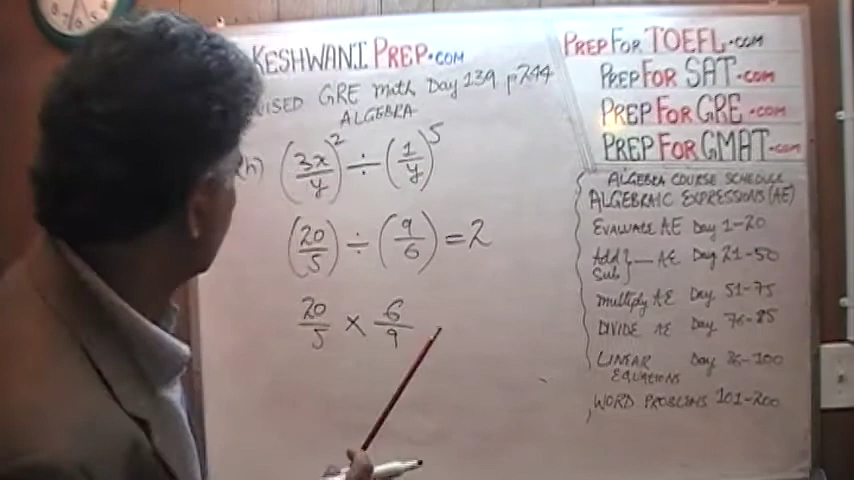 KESHWANI PREP.COM
VISED GRE Math Day 139 p244
ALGEBRA
h) (3x/y)² ÷ (1/y)⁵
(20/5) ÷ (9/6) = 2
20/5 × 6/9
PREP FOR TOEFL.COM
PREP FOR SAT.COM
PREP FOR GRE.COM
PREP FOR GMAT.COM
ALGEBRA COURSE SCHEDULE
ALGEBRAIC EXPRESSIONS (AE)
EVALUATE AE Day 1-20
Add
Sub } — AE Day 21-50
Multiply AE Day 51-75
DIVIDE AE Day 76-85
LINEAR EQUATIONS Day 86-100
WORD PROBLEMS 101-200